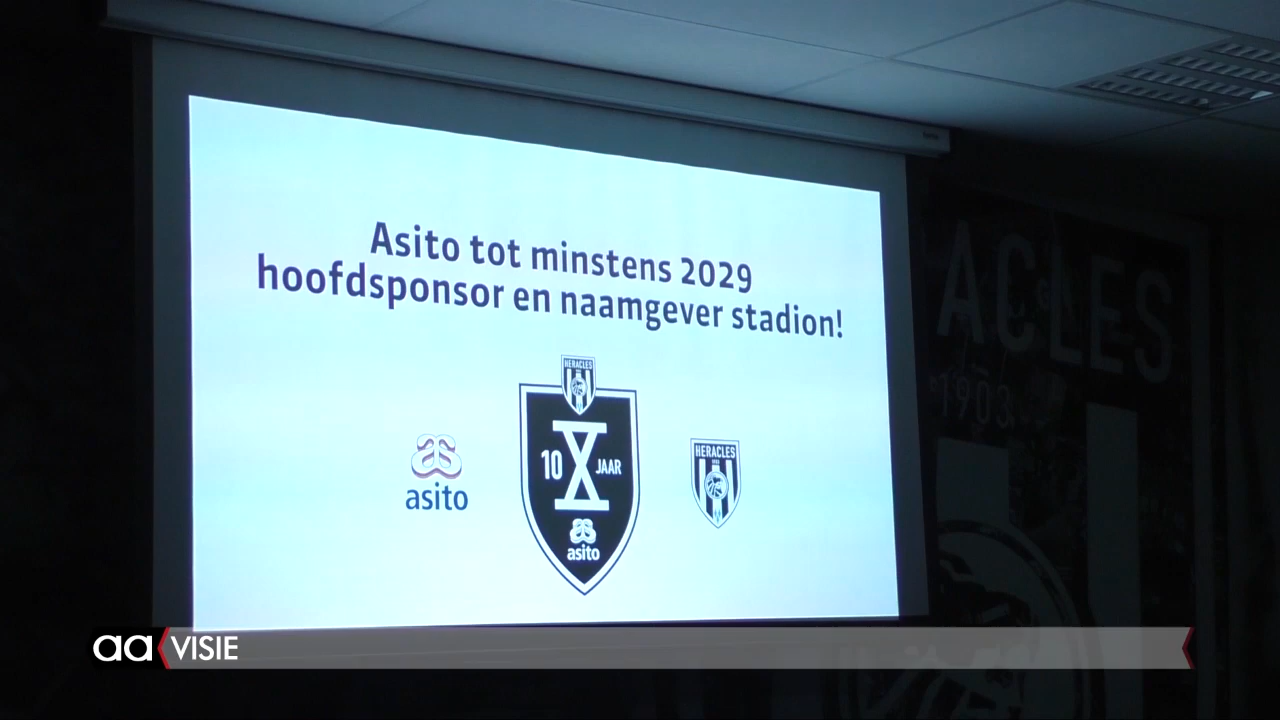 Asito tot minstens 2029
hoofdsponsor en naamgever stadion!
HERACLES
10 X JAAR
asito
asito
HERACLES
ACLES
1903
aa VISIE